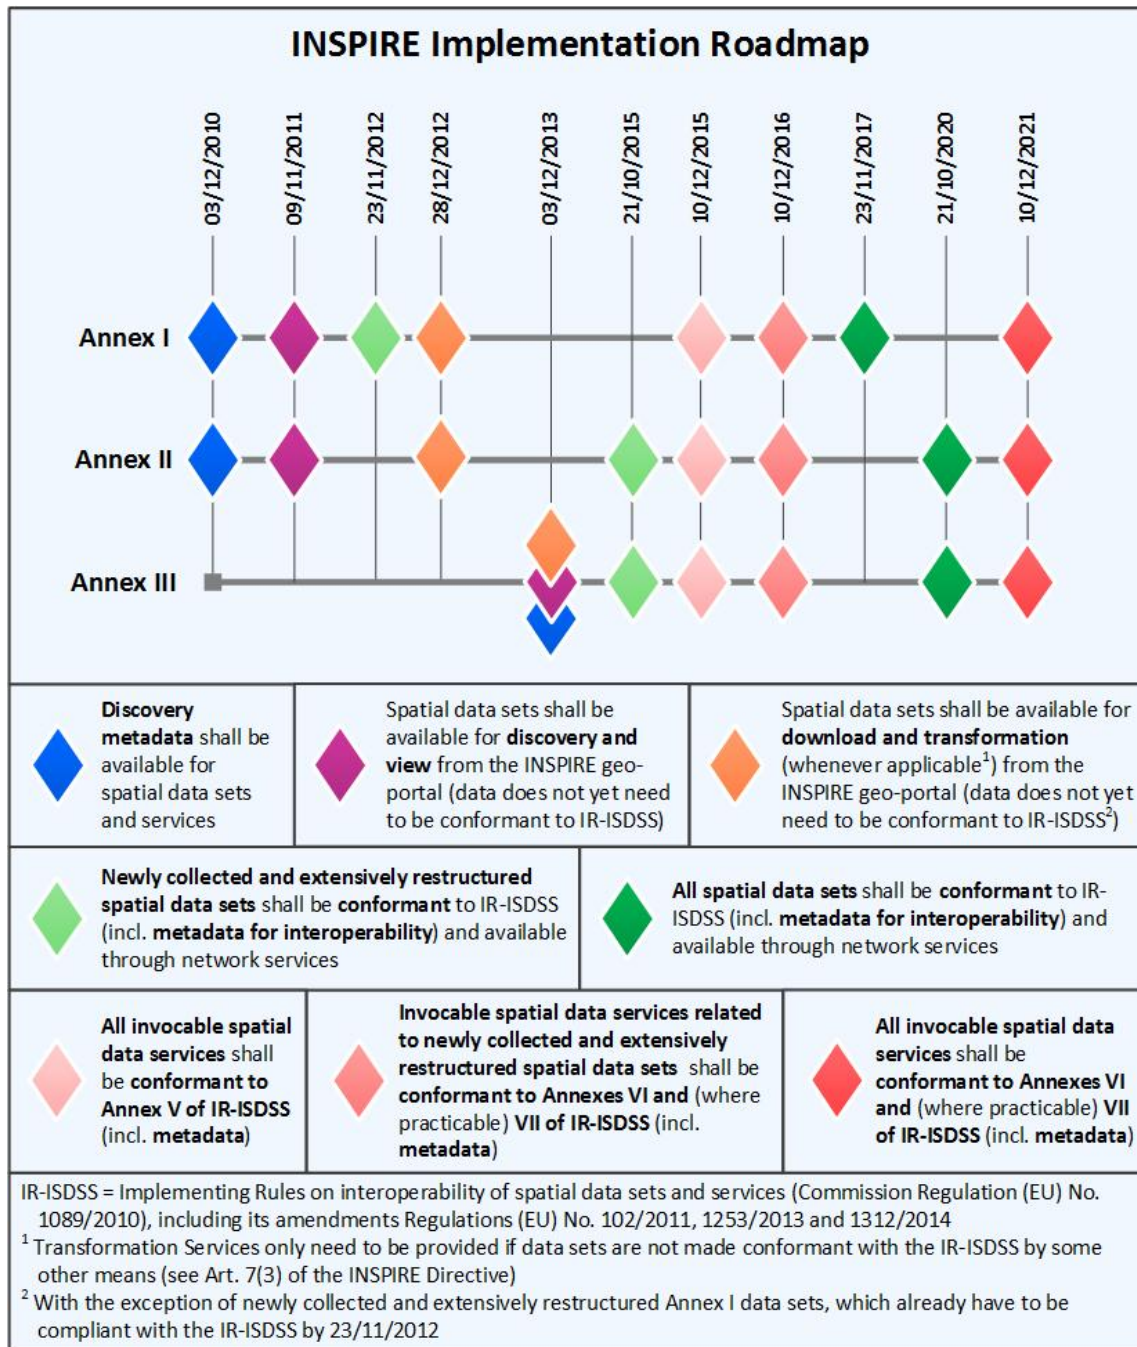 INSPIRE Implementation Roadmap
03/12/2010
09/11/2011
23/11/2012
28/12/2012
03/12/2013
21/10/2015
10/12/2015
10/12/2016
23/11/2017
21/10/2020
10/12/2021
Annex I
Annex II
Annex III
Discovery
metadata shall be
available for
spatial data sets
and services
Spatial data sets shall be
available for discovery and
view from the INSPIRE geo-
portal (data does not yet need
to be conformant to IR-ISDSS)
Spatial data sets shall be available for
download and transformation
(whenever applicable¹) from the
INSPIRE geo-portal (data does not yet
need to be conformant to IR-ISDSS²)
Newly collected and extensively restructured
spatial data sets shall be conformant to IR-ISDSS
(incl. metadata for interoperability) and available
through network services
All spatial data sets shall be conformant to IR-
ISDSS (incl. metadata for interoperability) and
available through network services
All invocable spatial
data services shall
be conformant to
Annex V of IR-ISDSS
(incl. metadata)
Invocable spatial data services related
to newly collected and extensively
restructured spatial data sets shall be
conformant to Annexes VI and (where
practicable) VII of IR-ISDSS (incl.
metadata)
All invocable spatial data
services shall be
conformant to Annexes VI
and (where practicable) VII
of IR-ISDSS (incl. metadata)
IR-ISDSS = Implementing Rules on interoperability of spatial data sets and services (Commission Regulation (EU) No.
1089/2010), including its amendments Regulations (EU) No. 102/2011, 1253/2013 and 1312/2014
¹ Transformation Services only need to be provided if data sets are not made conformant with the IR-ISDSS by some
other means (see Art. 7(3) of the INSPIRE Directive)
² With the exception of newly collected and extensively restructured Annex I data sets, which already have to be
compliant with the IR-ISDSS by 23/11/2012